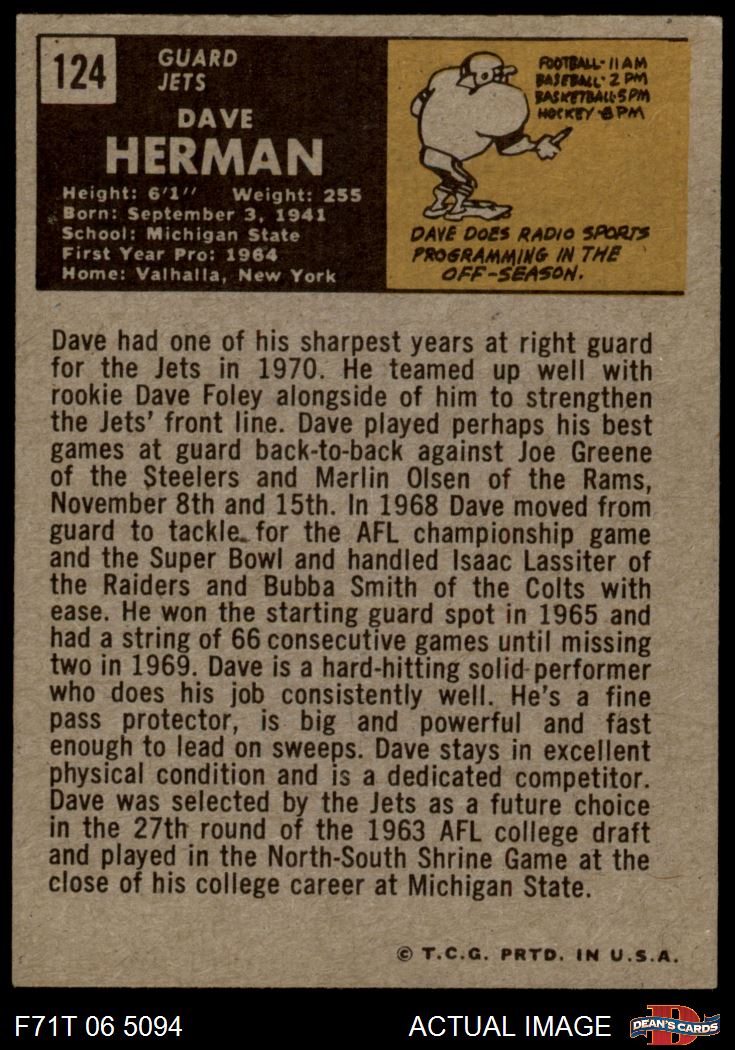 124
GUARD
JETS
DAVE
HERMAN
Height: 6'1" Weight: 255
Born: September 3, 1941
School: Michigan State
First Year Pro: 1964
Home: Valhalla, New York
FOOTBALL-11 AM
BASEBALL-2 PM
BASKETBALL-5 PM
HOCKEY-8 PM
DAVE DOES RADIO SPORTS
PROGRAMMING IN THE
OFF-SEASON.
Dave had one of his sharpest years at right guard
for the Jets in 1970. He teamed up well with
rookie Dave Foley alongside of him to strengthen
the Jets' front line. Dave played perhaps his best
games at guard back-to-back against Joe Greene
of the Steelers and Merlin Olsen of the Rams,
November 8th and 15th. In 1968 Dave moved from
guard to tackle for the AFL championship game
and the Super Bowl and handled Isaac Lassiter of
the Raiders and Bubba Smith of the Colts with
ease. He won the starting guard spot in 1965 and
had a string of 66 consecutive games until missing
two in 1969. Dave is a hard-hitting solid performer
who does his job consistently well. He's a fine
pass protector, is big and powerful and fast
enough to lead on sweeps. Dave stays in excellent
physical condition and is a dedicated competitor.
Dave was selected by the Jets as a future choice
in the 27th round of the 1963 AFL college draft
and played in the North-South Shrine Game at the
close of his college career at Michigan State.
© T.C.G. PRTD. IN U.S.A.
F71T 06 5094 ACTUAL IMAGE D DEAN'S CARDS